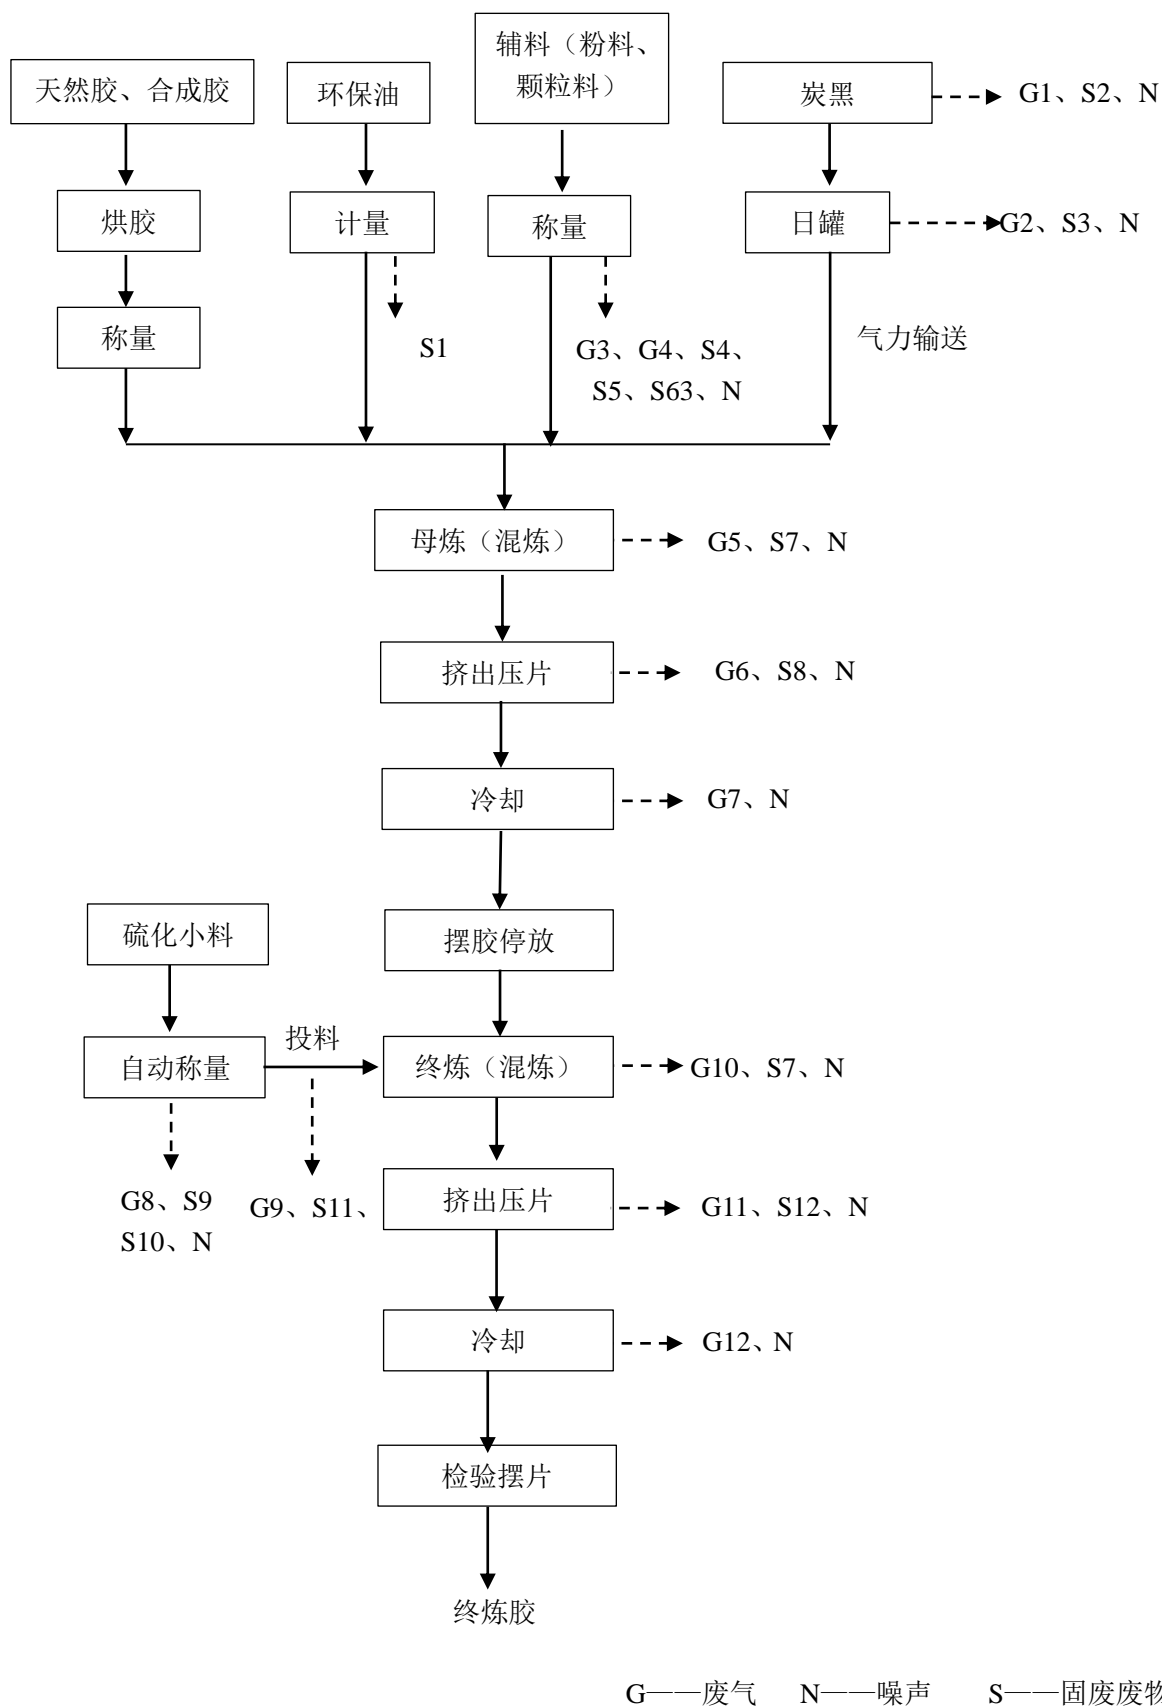 辅料（粉料、
颗粒料）
天然胶、合成胶
环保油
炭黑
G1、S2、N
烘胶
计量
称量
日罐
G2、S3、N
称量
S1
G3、G4、S4、
S5、S63、N
气力输送
母炼（混炼）
G5、S7、N
挤出压片
G6、S8、N
冷却
G7、N
硫化小料
摆胶停放
投料
自动称量
终炼（混炼）
G10、S7、N
G8、S9
S10、N
G9、S11、
挤出压片
G11、S12、N
冷却
G12、N
检验摆片
终炼胶
G——废气 N——噪声 S——固废废物